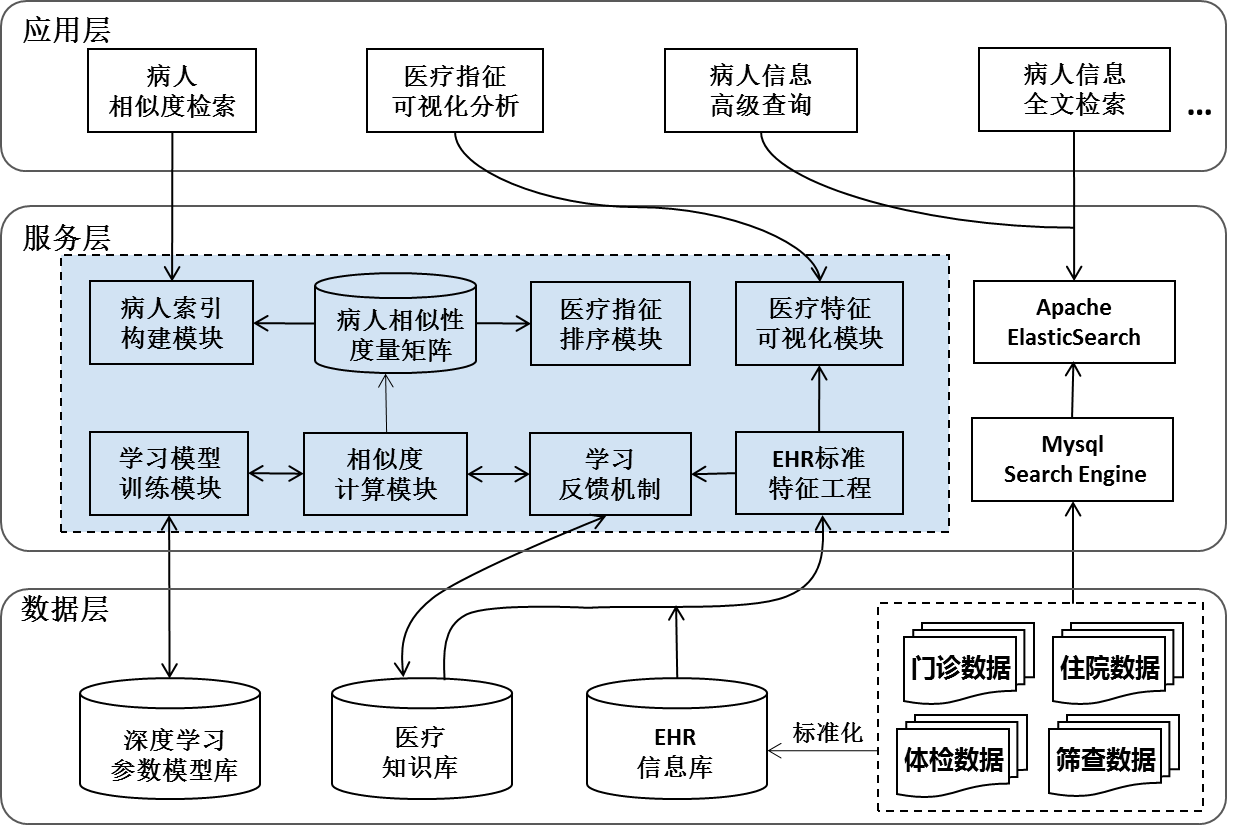 应用层
病人
相似度检索
医疗指征
可视化分析
病人信息
高级查询
病人信息
全文检索
...
服务层
病人索引
构建模块
病人相似性
度量矩阵
医疗指征
排序模块
医疗特征
可视化模块
Apache
ElasticSearch
学习模型
训练模块
相似度
计算模块
学习
反馈机制
EHR标准
特征工程
Mysql
Search Engine
数据层
深度学习
参数模型库
医疗
知识库
EHR
信息库
标准化
门诊数据
住院数据
体检数据
筛查数据